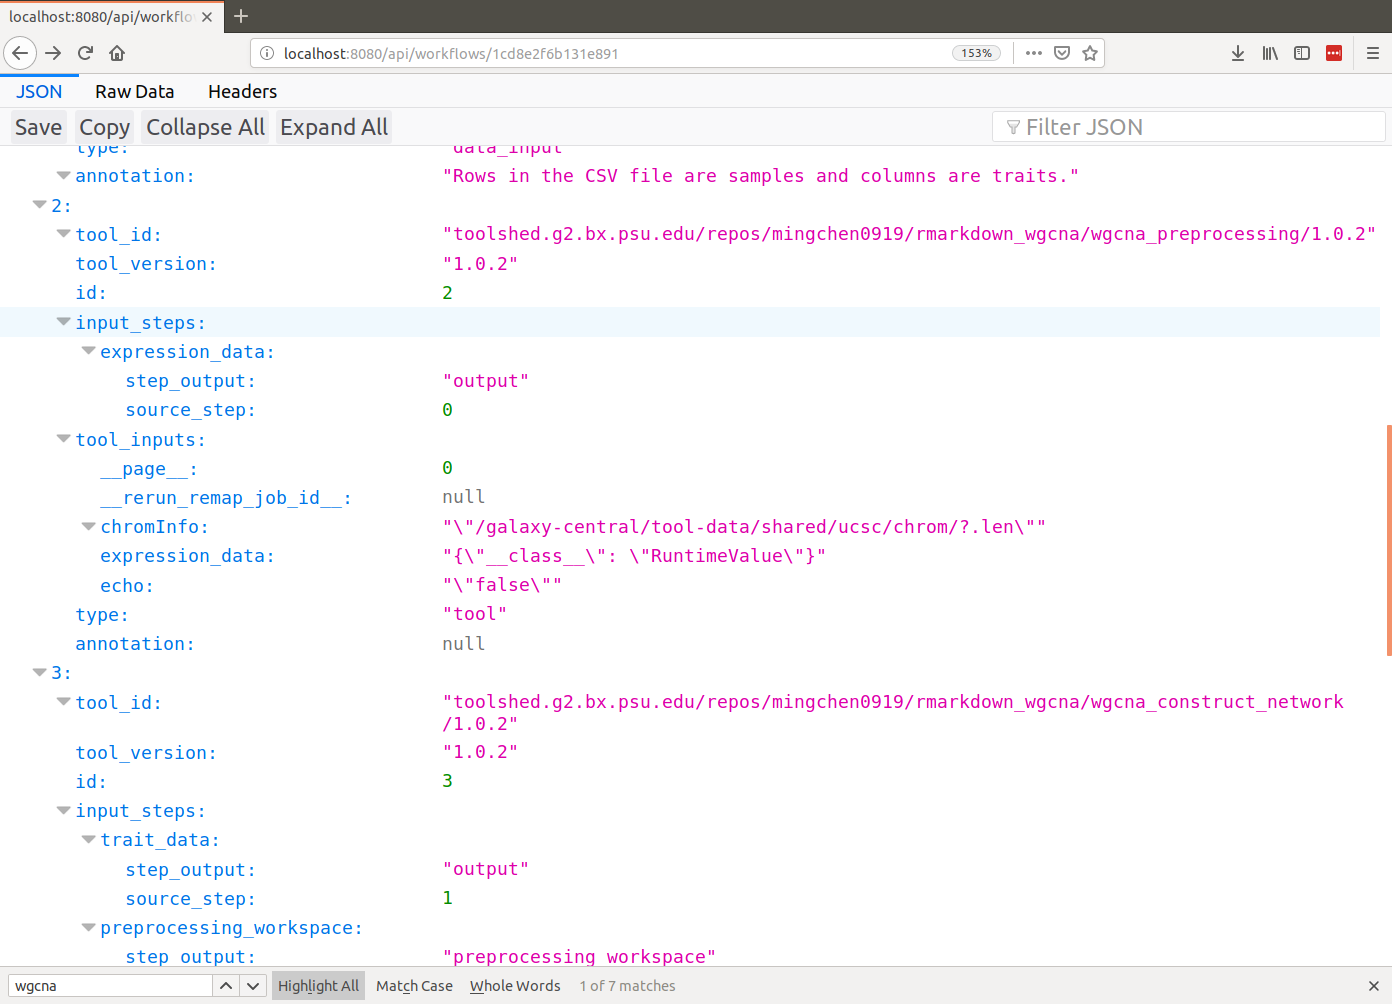 localhost:8080/api/workflo
localhost:8080/api/workflows/1cd8e2f6b131e891 153%
JSON Raw Data Headers
Save Copy Collapse All Expand All Filter JSON
type: "data_input"
annotation: "Rows in the CSV file are samples and columns are traits."
2:
tool_id: "toolshed.g2.bx.psu.edu/repos/mingchen0919/rmarkdown_wgcna/wgcna_preprocessing/1.0.2"
tool_version: "1.0.2"
id: 2
input_steps:
expression_data:
step_output: "output"
source_step: 0
tool_inputs:
__page__: 0
__rerun_remap_job_id__: null
chromInfo: "\"/galaxy-central/tool-data/shared/ucsc/chrom/?.len\""
expression_data: "{\"__class__\": \"RuntimeValue\"}"
echo: "\"false\""
type: "tool"
annotation: null
3:
tool_id: "toolshed.g2.bx.psu.edu/repos/mingchen0919/rmarkdown_wgcna/wgcna_construct_network
/1.0.2"
tool_version: "1.0.2"
id: 3
input_steps:
trait_data:
step_output: "output"
source_step: 1
preprocessing_workspace:
step_output: "preprocessing_workspace"
wgcna Highlight All Match Case Whole Words 1 of 7 matches